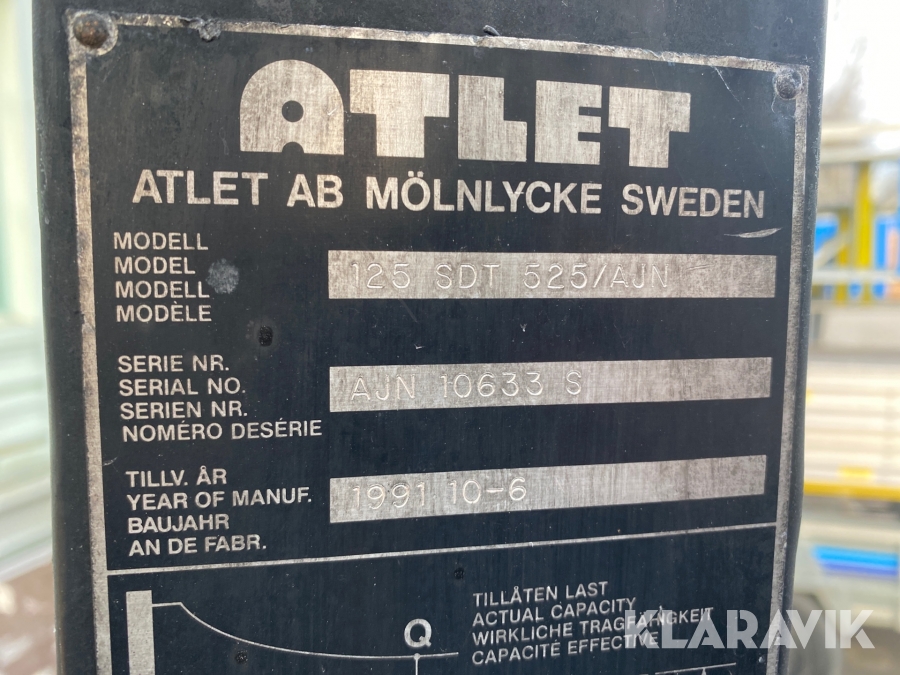 ATLET
ATLET AB MÖLNLYCKE SWEDEN
MODELL
MODEL
MODELL
MODÈLE
125 SDT 525/AJN
SERIE NR.
SERIAL NO.
SERIEN NR.
NOMÉRO DESÉRIE
AJN 10633 S
TILLV. ÅR
YEAR OF MANUF.
BAUJAHR
AN DE FABR.
1991 10-6
TILLÅTEN LAST
ACTUAL CAPACITY
WIRKLICHE TRAGFÄHIGKEIT
CAPACITÉ EFFECTIVE
Q
KLARAVIK